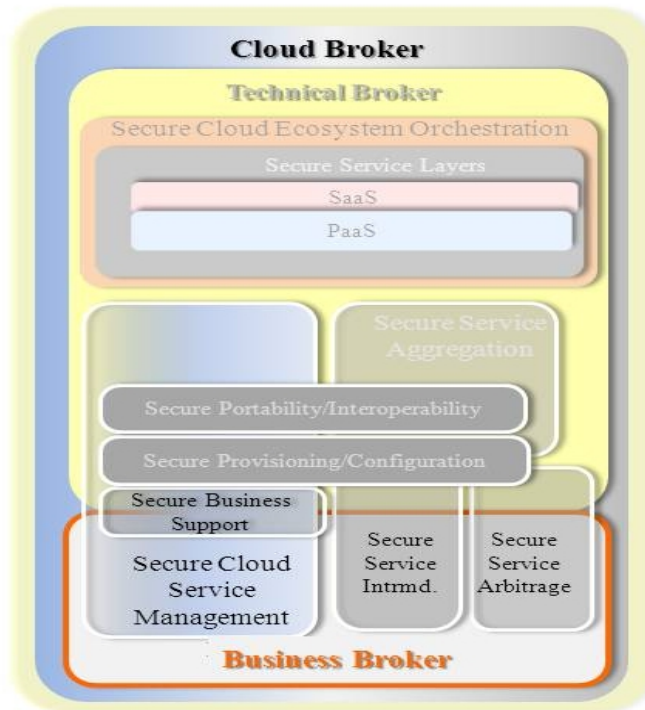 Cloud Broker
Technical Broker
Secure Cloud Ecosystem Orchestration
Secure Service Layers
SaaS
PaaS
Secure Service
Aggregation
Secure Portability/Interoperability
Secure Provisioning/Configuration
Secure Business
Support
Secure Cloud
Service
Management
Secure
Service
Intrmd.
Secure
Service
Arbitrage
Business Broker